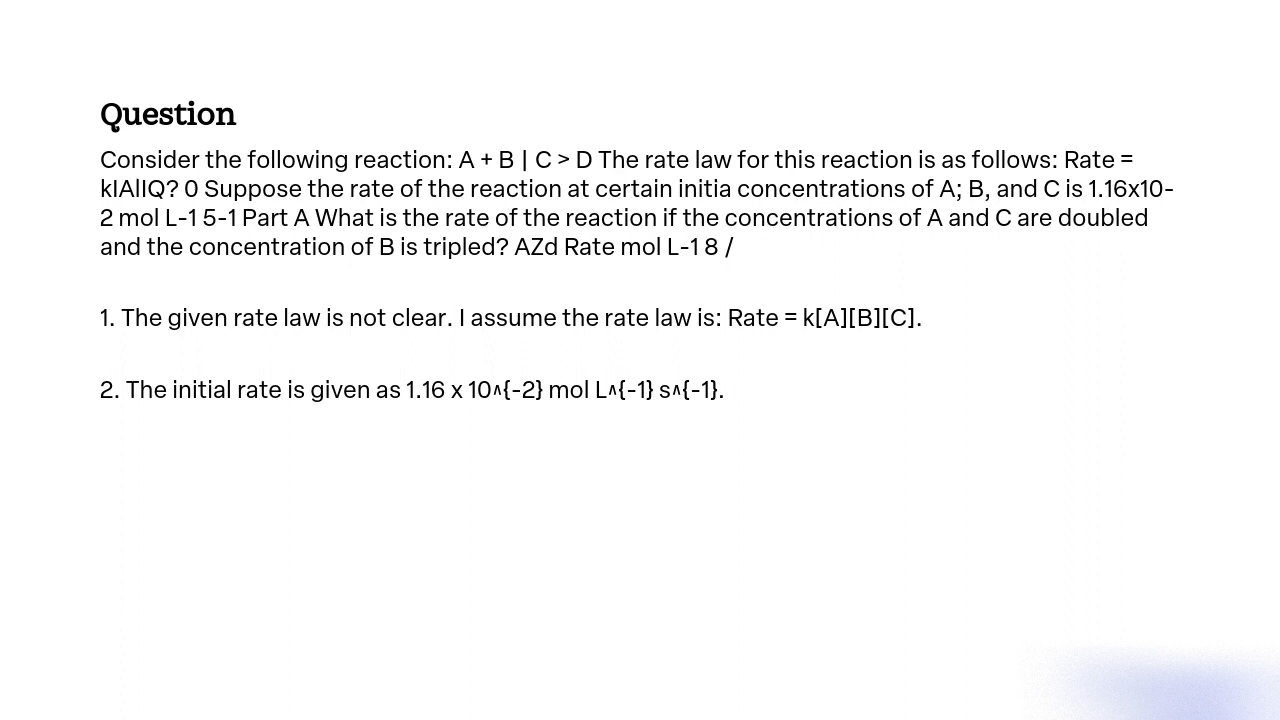 Question
Consider the following reaction: A + B | C > D The rate law for this reaction is as follows: Rate =
kIAlIQ? 0 Suppose the rate of the reaction at certain initia concentrations of A; B, and C is 1.16x10-
2 mol L-1 5-1 Part A What is the rate of the reaction if the concentrations of A and C are doubled
and the concentration of B is tripled? AZd Rate mol L-1 8 /
1. The given rate law is not clear. I assume the rate law is: Rate = k[A][B][C].
2. The initial rate is given as 1.16 x 10^{-2} mol L^{-1} s^{-1}.